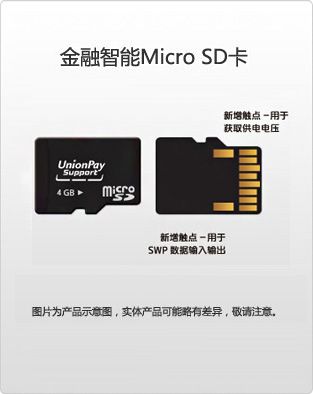 金融智能Micro SD卡
新增触点－用于
获取供电电压
UnionPay
Support
4 GB ▶
micro
SD
新增触点－用于
SWP 数据输入输出
图片为产品示意图，实体产品可能略有差异，敬请注意。